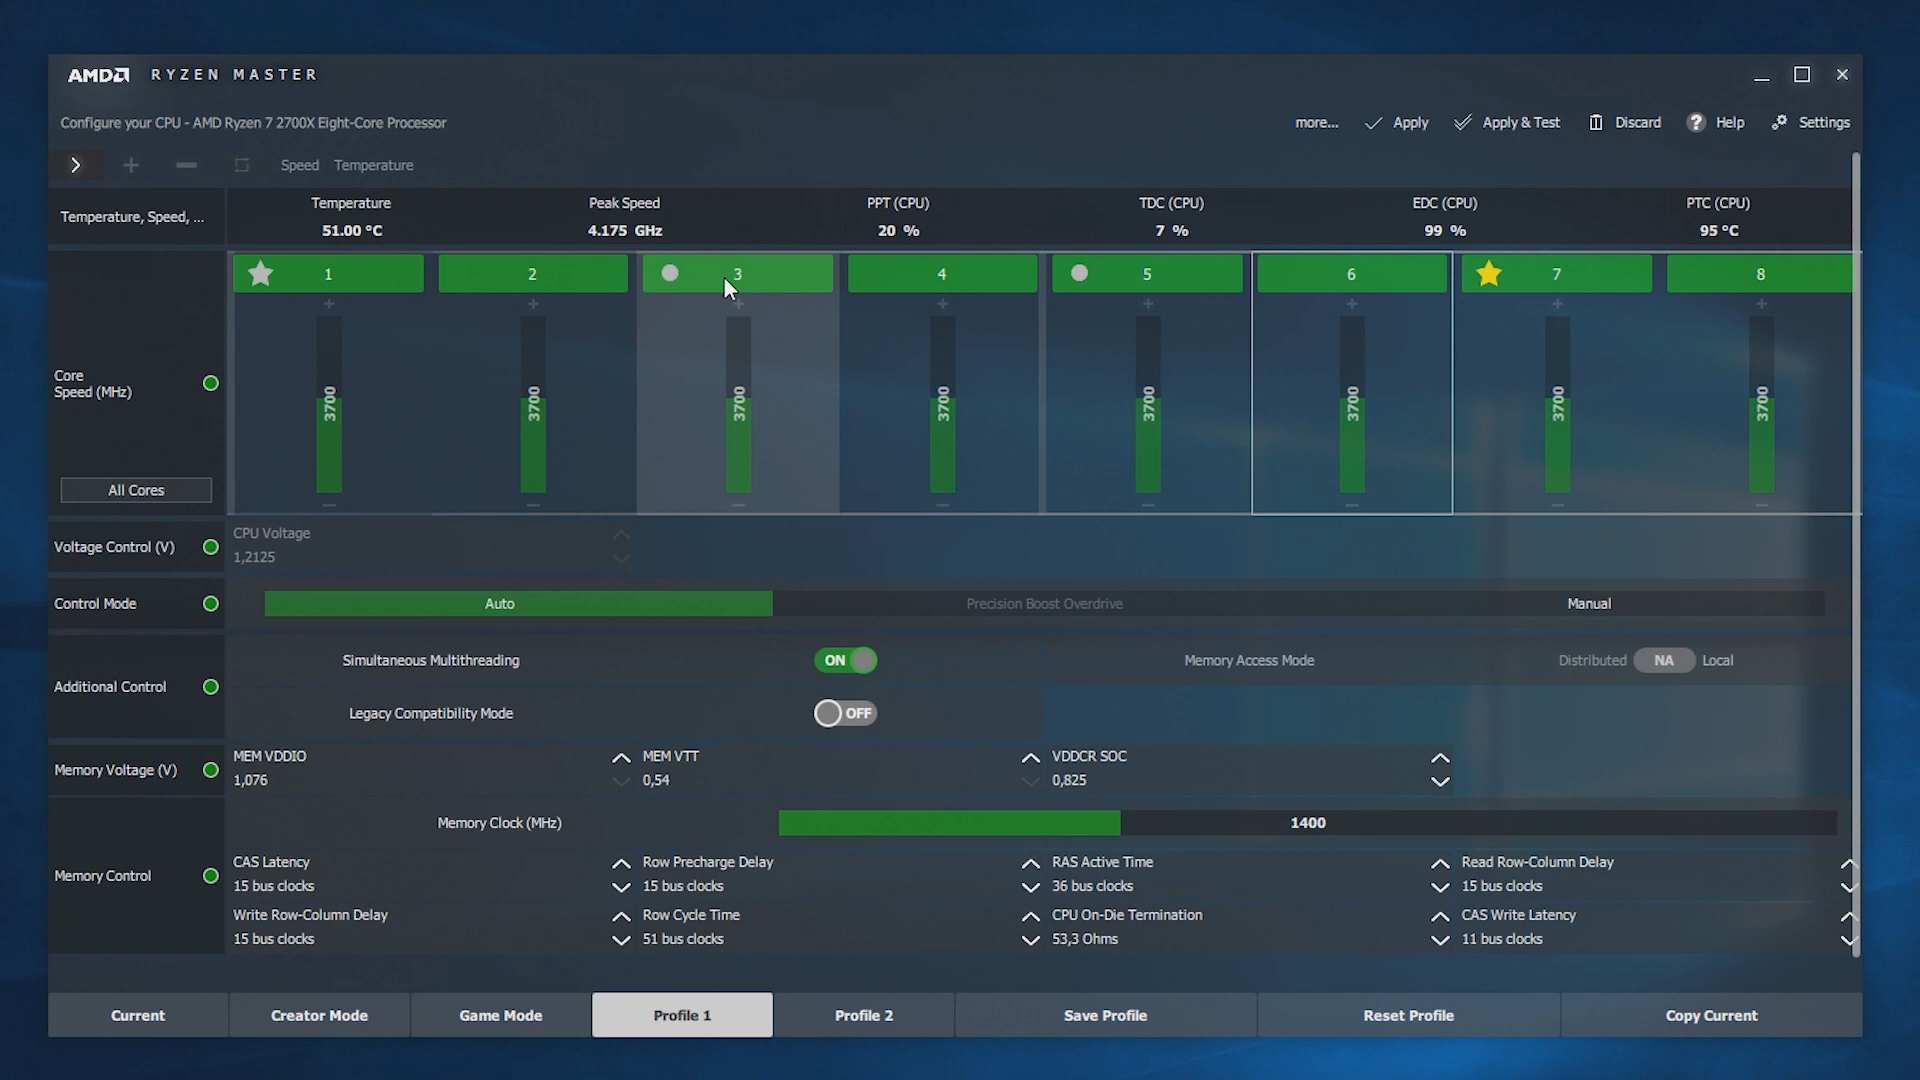 AMD RYZEN MASTER
Configure your CPU - AMD Ryzen 7 2700X Eight-Core Processor
more... Apply Apply & Test Discard ? Help Settings
Speed Temperature
Temperature, Speed, ...
Temperature Peak Speed PPT (CPU) TDC (CPU) EDC (CPU) PTC (CPU)
51.00 °C 4.175 GHz 20 % 7 % 99 % 95 °C
1 2 3 4 5 6 7 8
3700 3700 3700 3700 3700 3700 3700 3700
Core
Speed (MHz)
All Cores
Voltage Control (V)
CPU Voltage
1,2125
Control Mode Auto Precision Boost Overdrive Manual
Additional Control
Simultaneous Multithreading ON Memory Access Mode Distributed NA Local
Legacy Compatibility Mode OFF
Memory Voltage (V)
MEM VDDIO MEM VTT VDDCR SOC
1,076 0,54 0,825
Memory Control
Memory Clock (MHz) 1400
CAS Latency Row Precharge Delay RAS Active Time Read Row-Column Delay
15 bus clocks 15 bus clocks 36 bus clocks 15 bus clocks
Write Row-Column Delay Row Cycle Time CPU On-Die Termination CAS Write Latency
15 bus clocks 51 bus clocks 53,3 Ohms 11 bus clocks
Current Creator Mode Game Mode Profile 1 Profile 2 Save Profile Reset Profile Copy Current